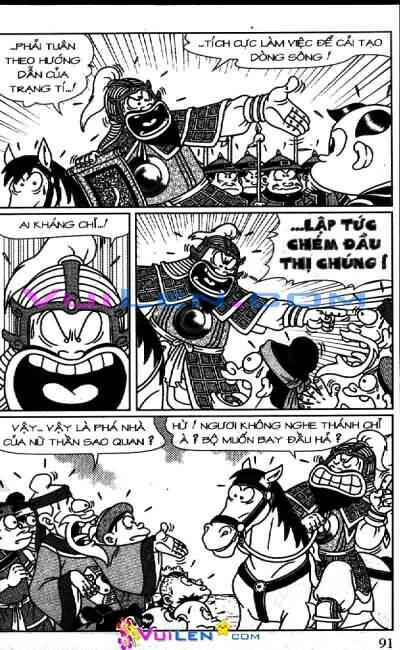 ...PHẢI TUÂN
THEO HƯỚNG
DẪN CỦA
TRẠNG TÍ...!
...TÍCH CỰC LÀM VIỆC ĐỂ CẢI TẠO
DÒNG SÔNG !
AI KHÁNG CHỈ...!
...LẬP TỨC
CHÉM ĐẦU
THỊ CHÚNG !
VUILEN.COM
VẬY... VẬY LÀ PHÁ NHÀ
CỦA NỮ THẦN SAO QUAN ?
HỪ ! NGƯƠI KHÔNG NGHE THÁNH CHỈ
À ? BỘ MUỐN BAY ĐẦU HẢ ?
VUILEN.COM
91